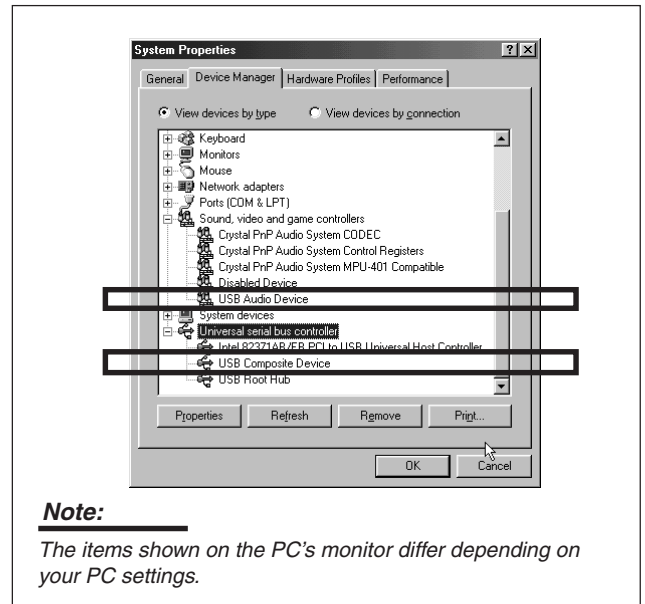 System Properties
General Device Manager Hardware Profiles Performance
View devices by type View devices by connection
Keyboard
Monitors
Mouse
Network adapters
Ports (COM & LPT)
Sound, video and game controllers
Crystal PnP Audio System CODEC
Crystal PnP Audio System Control Registers
Crystal PnP Audio System MPU-401 Compatible
Disabled Device
USB Audio Device
System devices
Universal serial bus controller
Intel 82371AB/EB PCI to USB Universal Host Controller
USB Composite Device
USB Root Hub
Properties Refresh Remove Print...
OK Cancel
Note:
The items shown on the PC's monitor differ depending on
your PC settings.